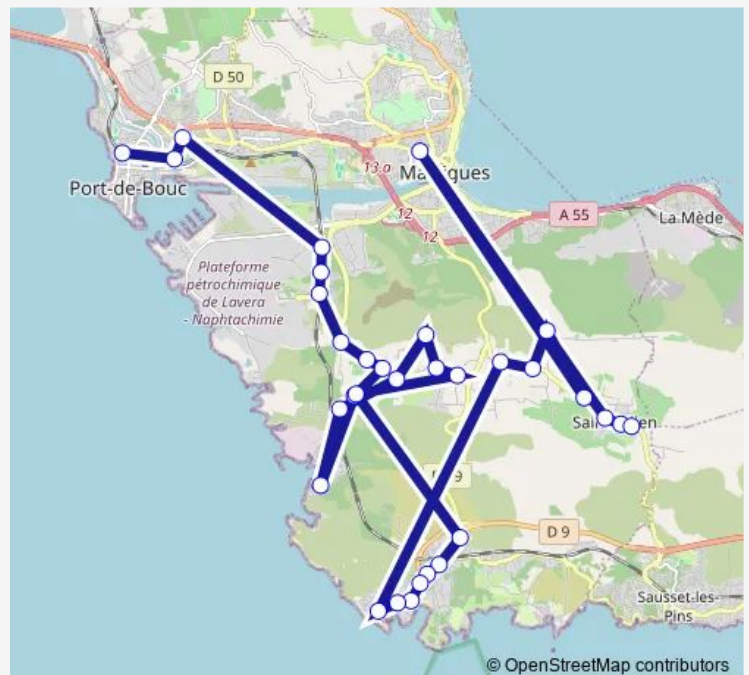 D 50
13 a
Port-de-Bouc
12
A 55
La Mède
12
Plateforme
pétrochimique
de Lavera
- Naphtachimie
D 9
Sausset-les-
Pins
© OpenStreetMap contributors